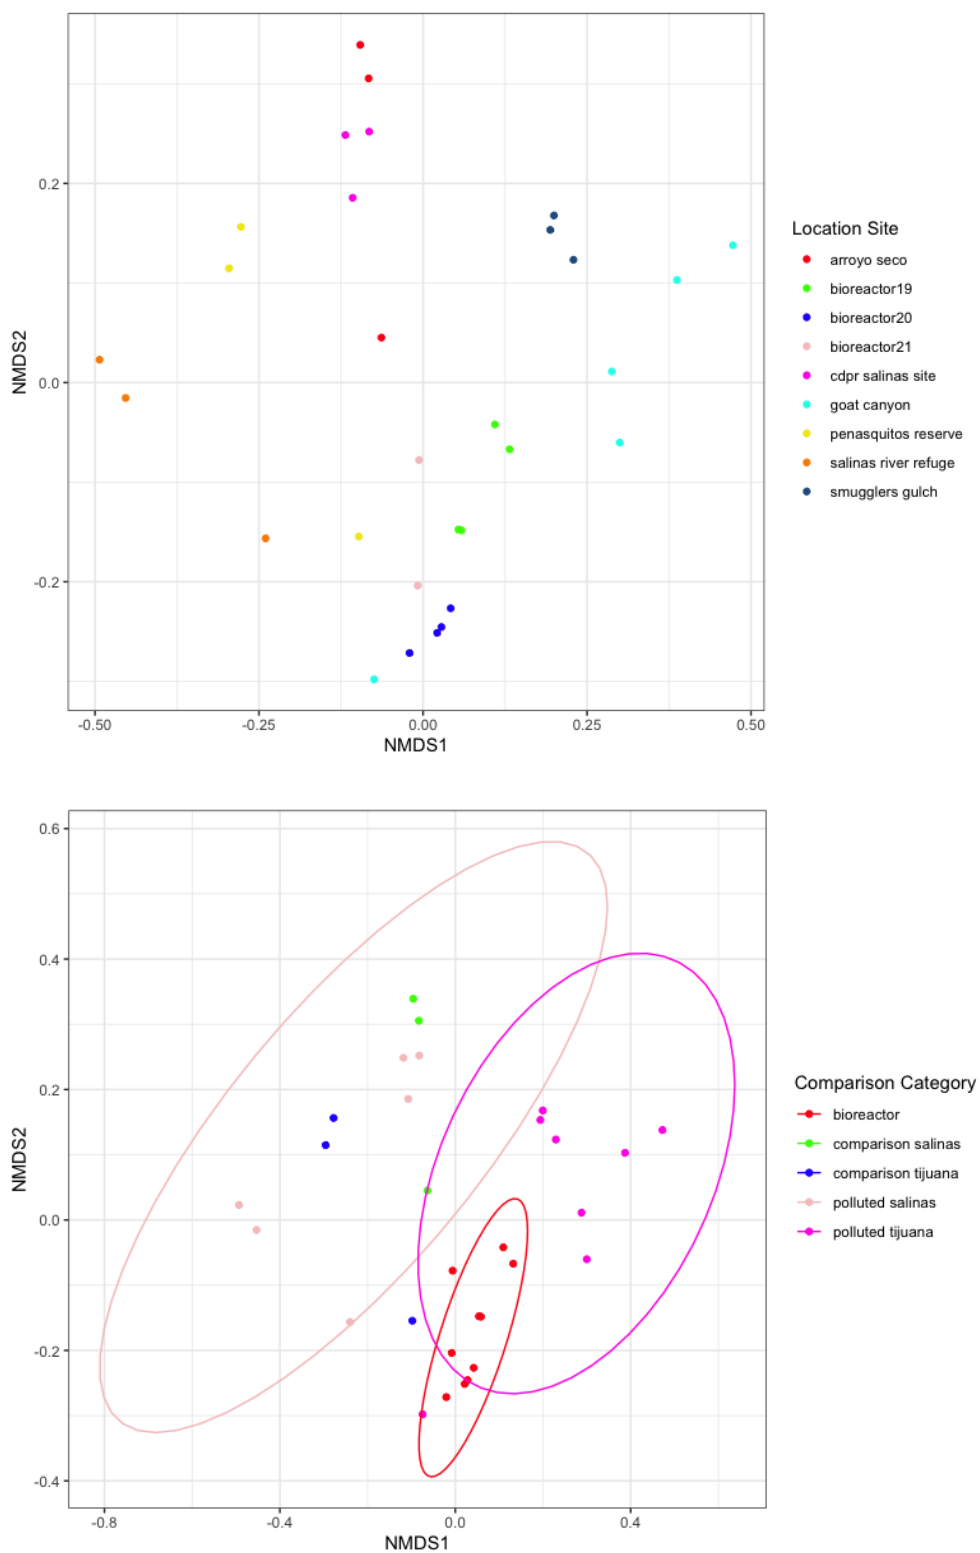 0.2
0.0
-0.2
NMDS2
-0.50
-0.25
0.00
0.25
0.50
NMDS1
Location Site
arroyo seco
bioreactor19
bioreactor20
bioreactor21
cdpr salinas site
goat canyon
penasquitos reserve
salinas river refuge
smugglers gulch
0.6
0.4
0.2
0.0
-0.2
-0.4
NMDS2
-0.8
-0.4
0.0
0.4
NMDS1
Comparison Category
bioreactor
comparison salinas
comparison tijuana
polluted salinas
polluted tijuana